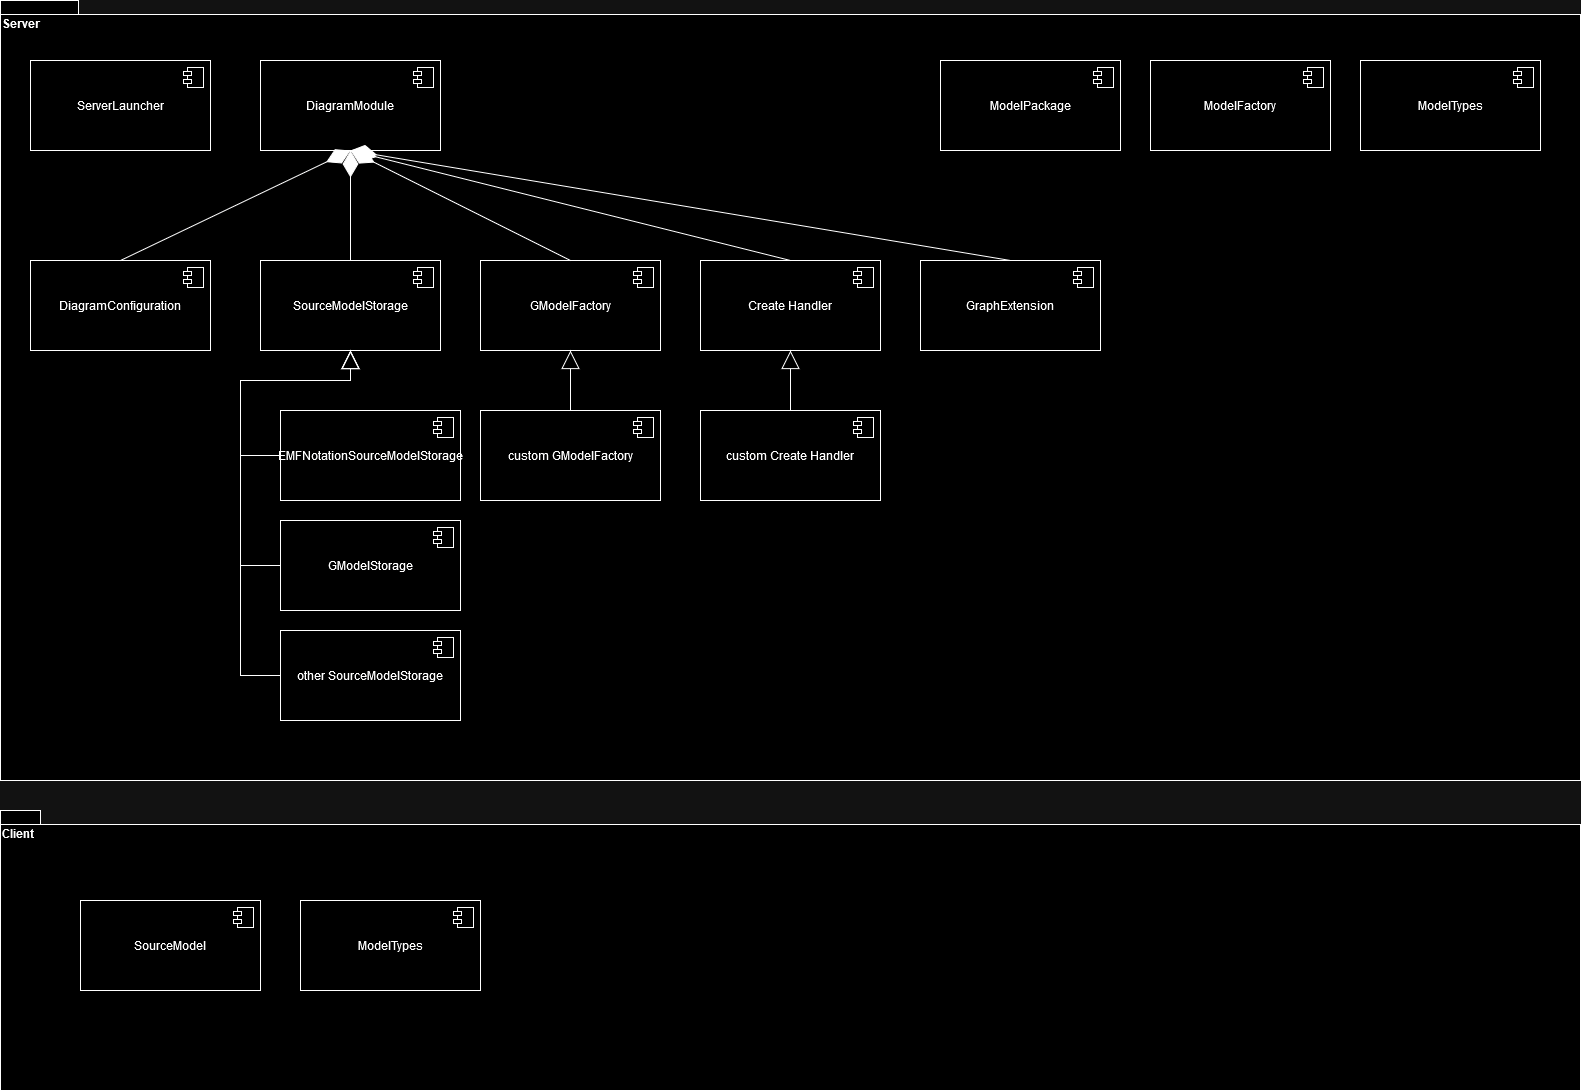 Server
ServerLauncher
DiagramModule
ModelPackage
ModelFactory
ModelTypes
DiagramConfiguration
SourceModelStorage
GModelFactory
Create Handler
GraphExtension
EMFNotationSourceModelStorage
custom GModelFactory
custom Create Handler
GModelStorage
other SourceModelStorage
Client
SourceModel
ModelTypes